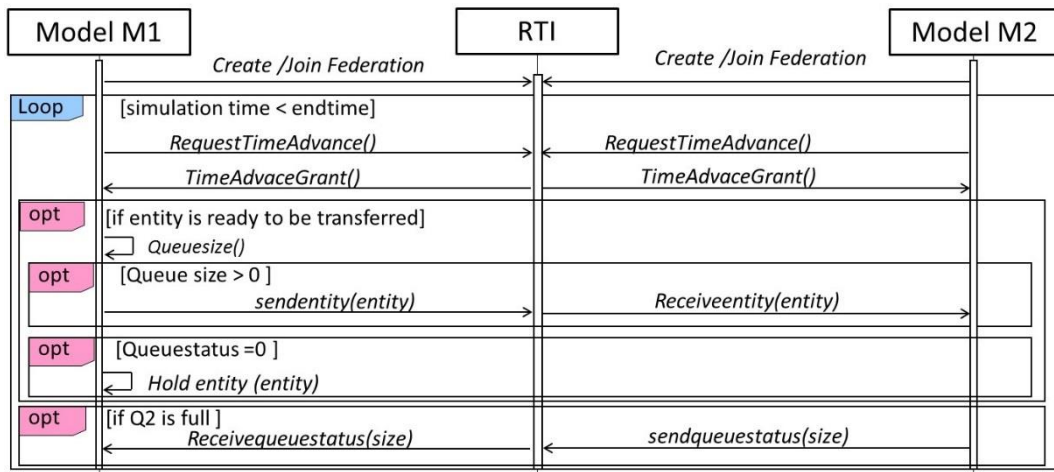 Model M1
RTI
Model M2
Create /Join Federation
Create /Join Federation
Loop
[simulation time < endtime]
RequestTimeAdvance()
RequestTimeAdvance()
TimeAdvaceGrant()
TimeAdvaceGrant()
opt
[if entity is ready to be transferred]
Queuesize()
opt
[Queue size > 0 ]
sendentity(entity)
Receiveentity(entity)
opt
[Queuestatus =0 ]
Hold entity (entity)
opt
[if Q2 is full ]
Receivequeuestatus(size)
sendqueuestatus(size)